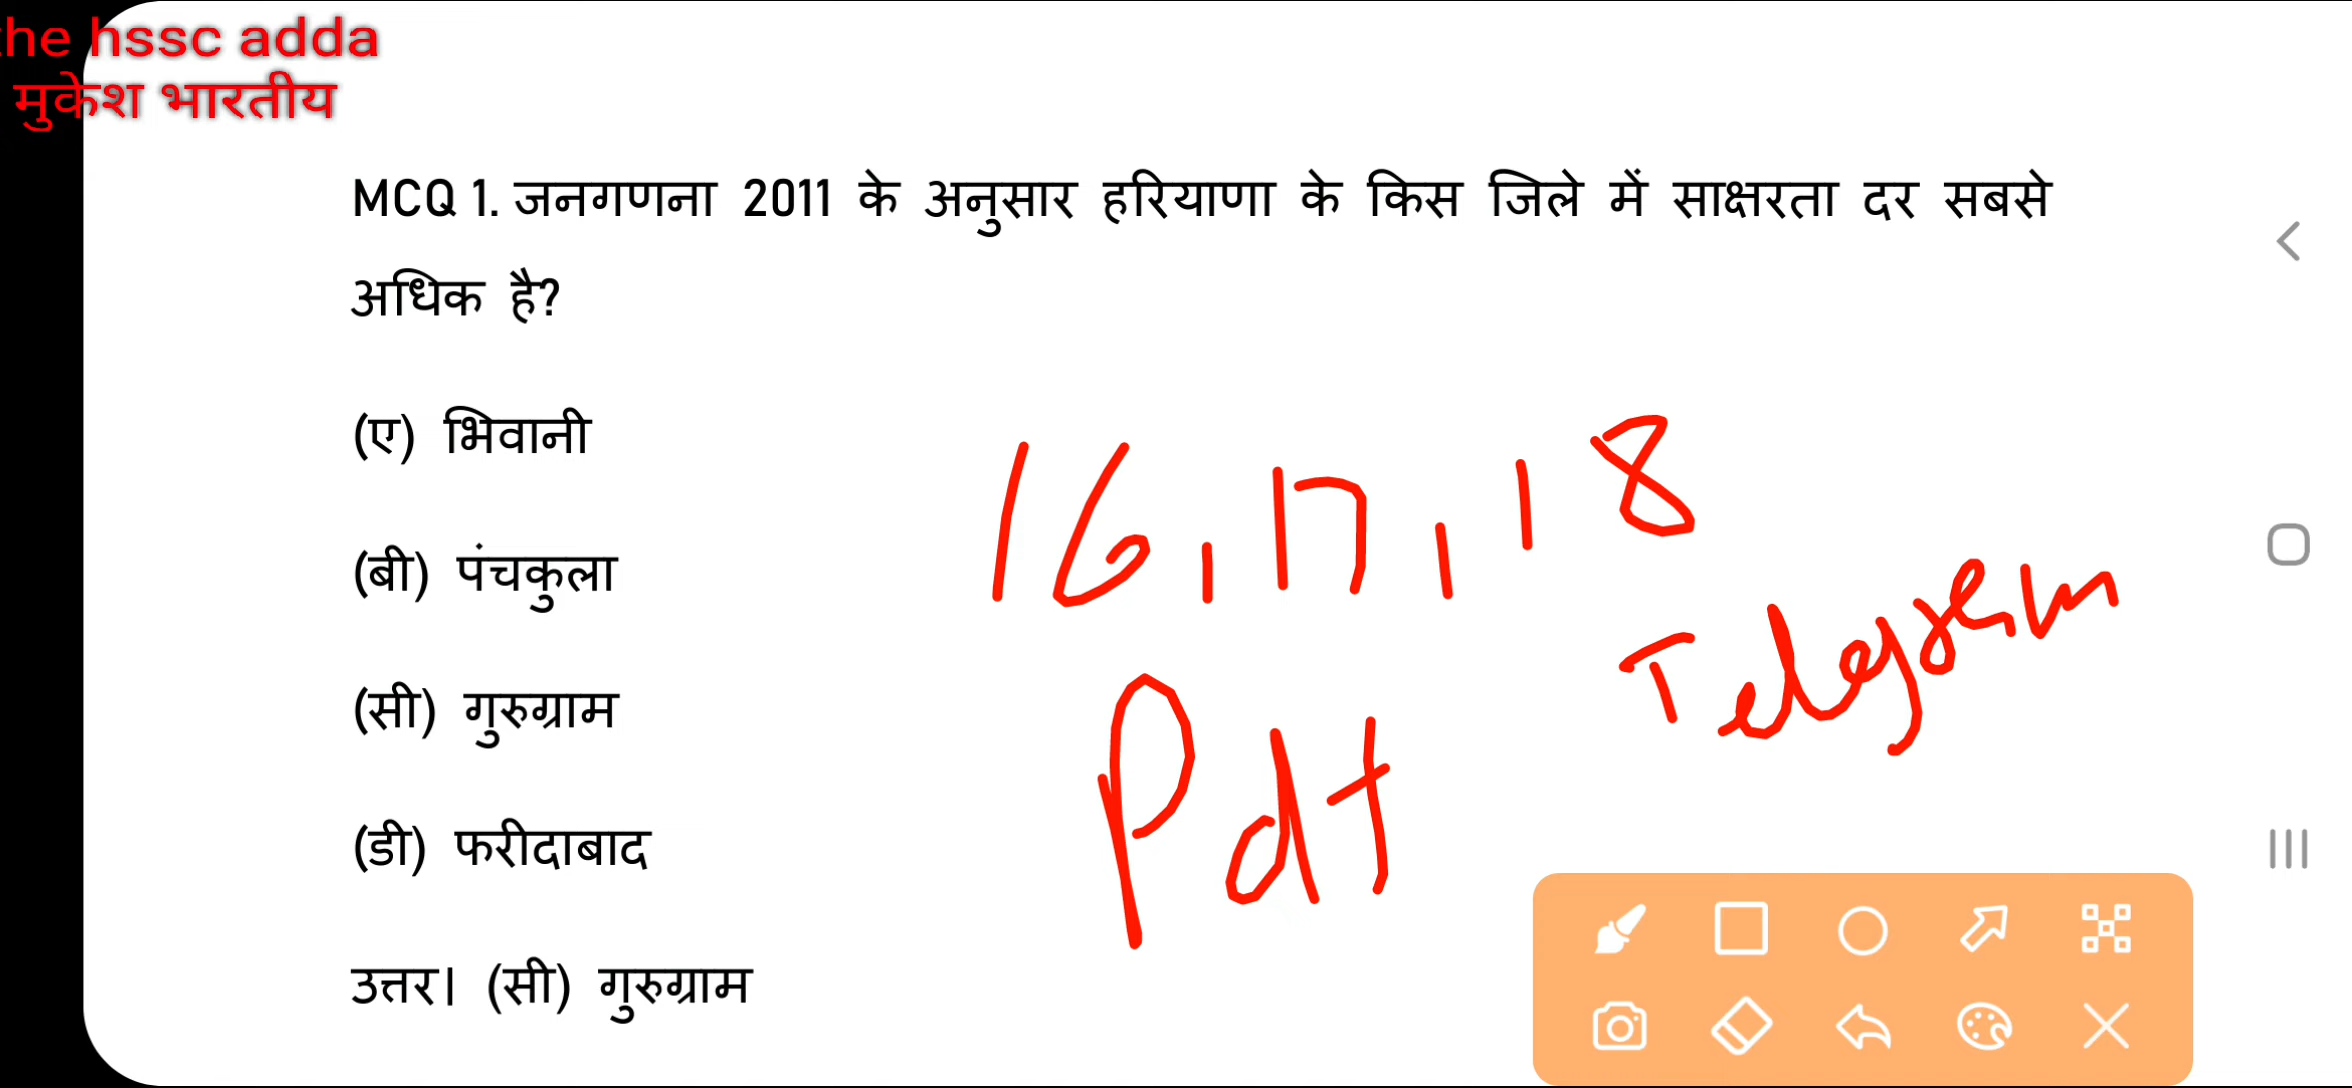 the hssc adda
मुकेश भारतीय
MCQ 1. जनगणना 2011 के अनुसार हरियाणा के किस जिले में साक्षरता दर सबसे
अधिक है?
(ए) भिवानी
16, 17, 18
(बी) पंचकुला
Telegram
(सी) गुरुग्राम
Pdf
(डी) फरीदाबाद
उत्तर। (सी) गुरुग्राम